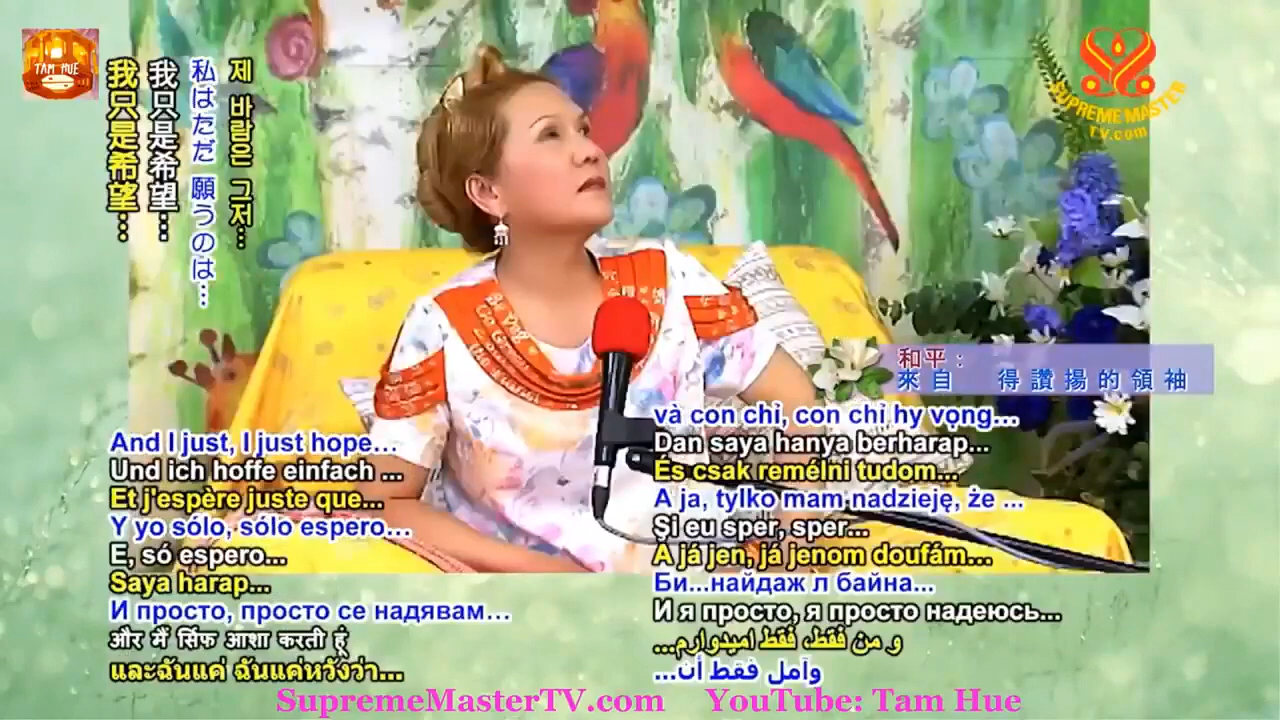 TAM HUE
我只是希望...
我只是希望...
私はただ 願うのは...
제 바람은 그저...
SUPREME MASTER
TV.com
和平：
來自 得讚揚的領袖
And I just, I just hope...
Und ich hoffe einfach ...
Et j'espère juste que...
Y yo sólo, sólo espero...
E, só espero...
Saya harap...
И просто, просто се надявам...
और मैं र्सिफ आशा करती हूं
และฉันแค่ ฉันแค่หวังว่า...
và con chỉ, con chỉ hy vọng...
Dan saya hanya berharap...
És csak remélni tudom...
A ja, tylko mam nadzieję, że ...
Și eu sper, sper...
A já jen, já jenom doufám...
Би...найдаж л байна...
И я просто, я просто надеюсь...
و من فقط، فقط امیدوارم...
وآمل فقط أن...
SupremeMasterTV.com YouTube: Tam Hue